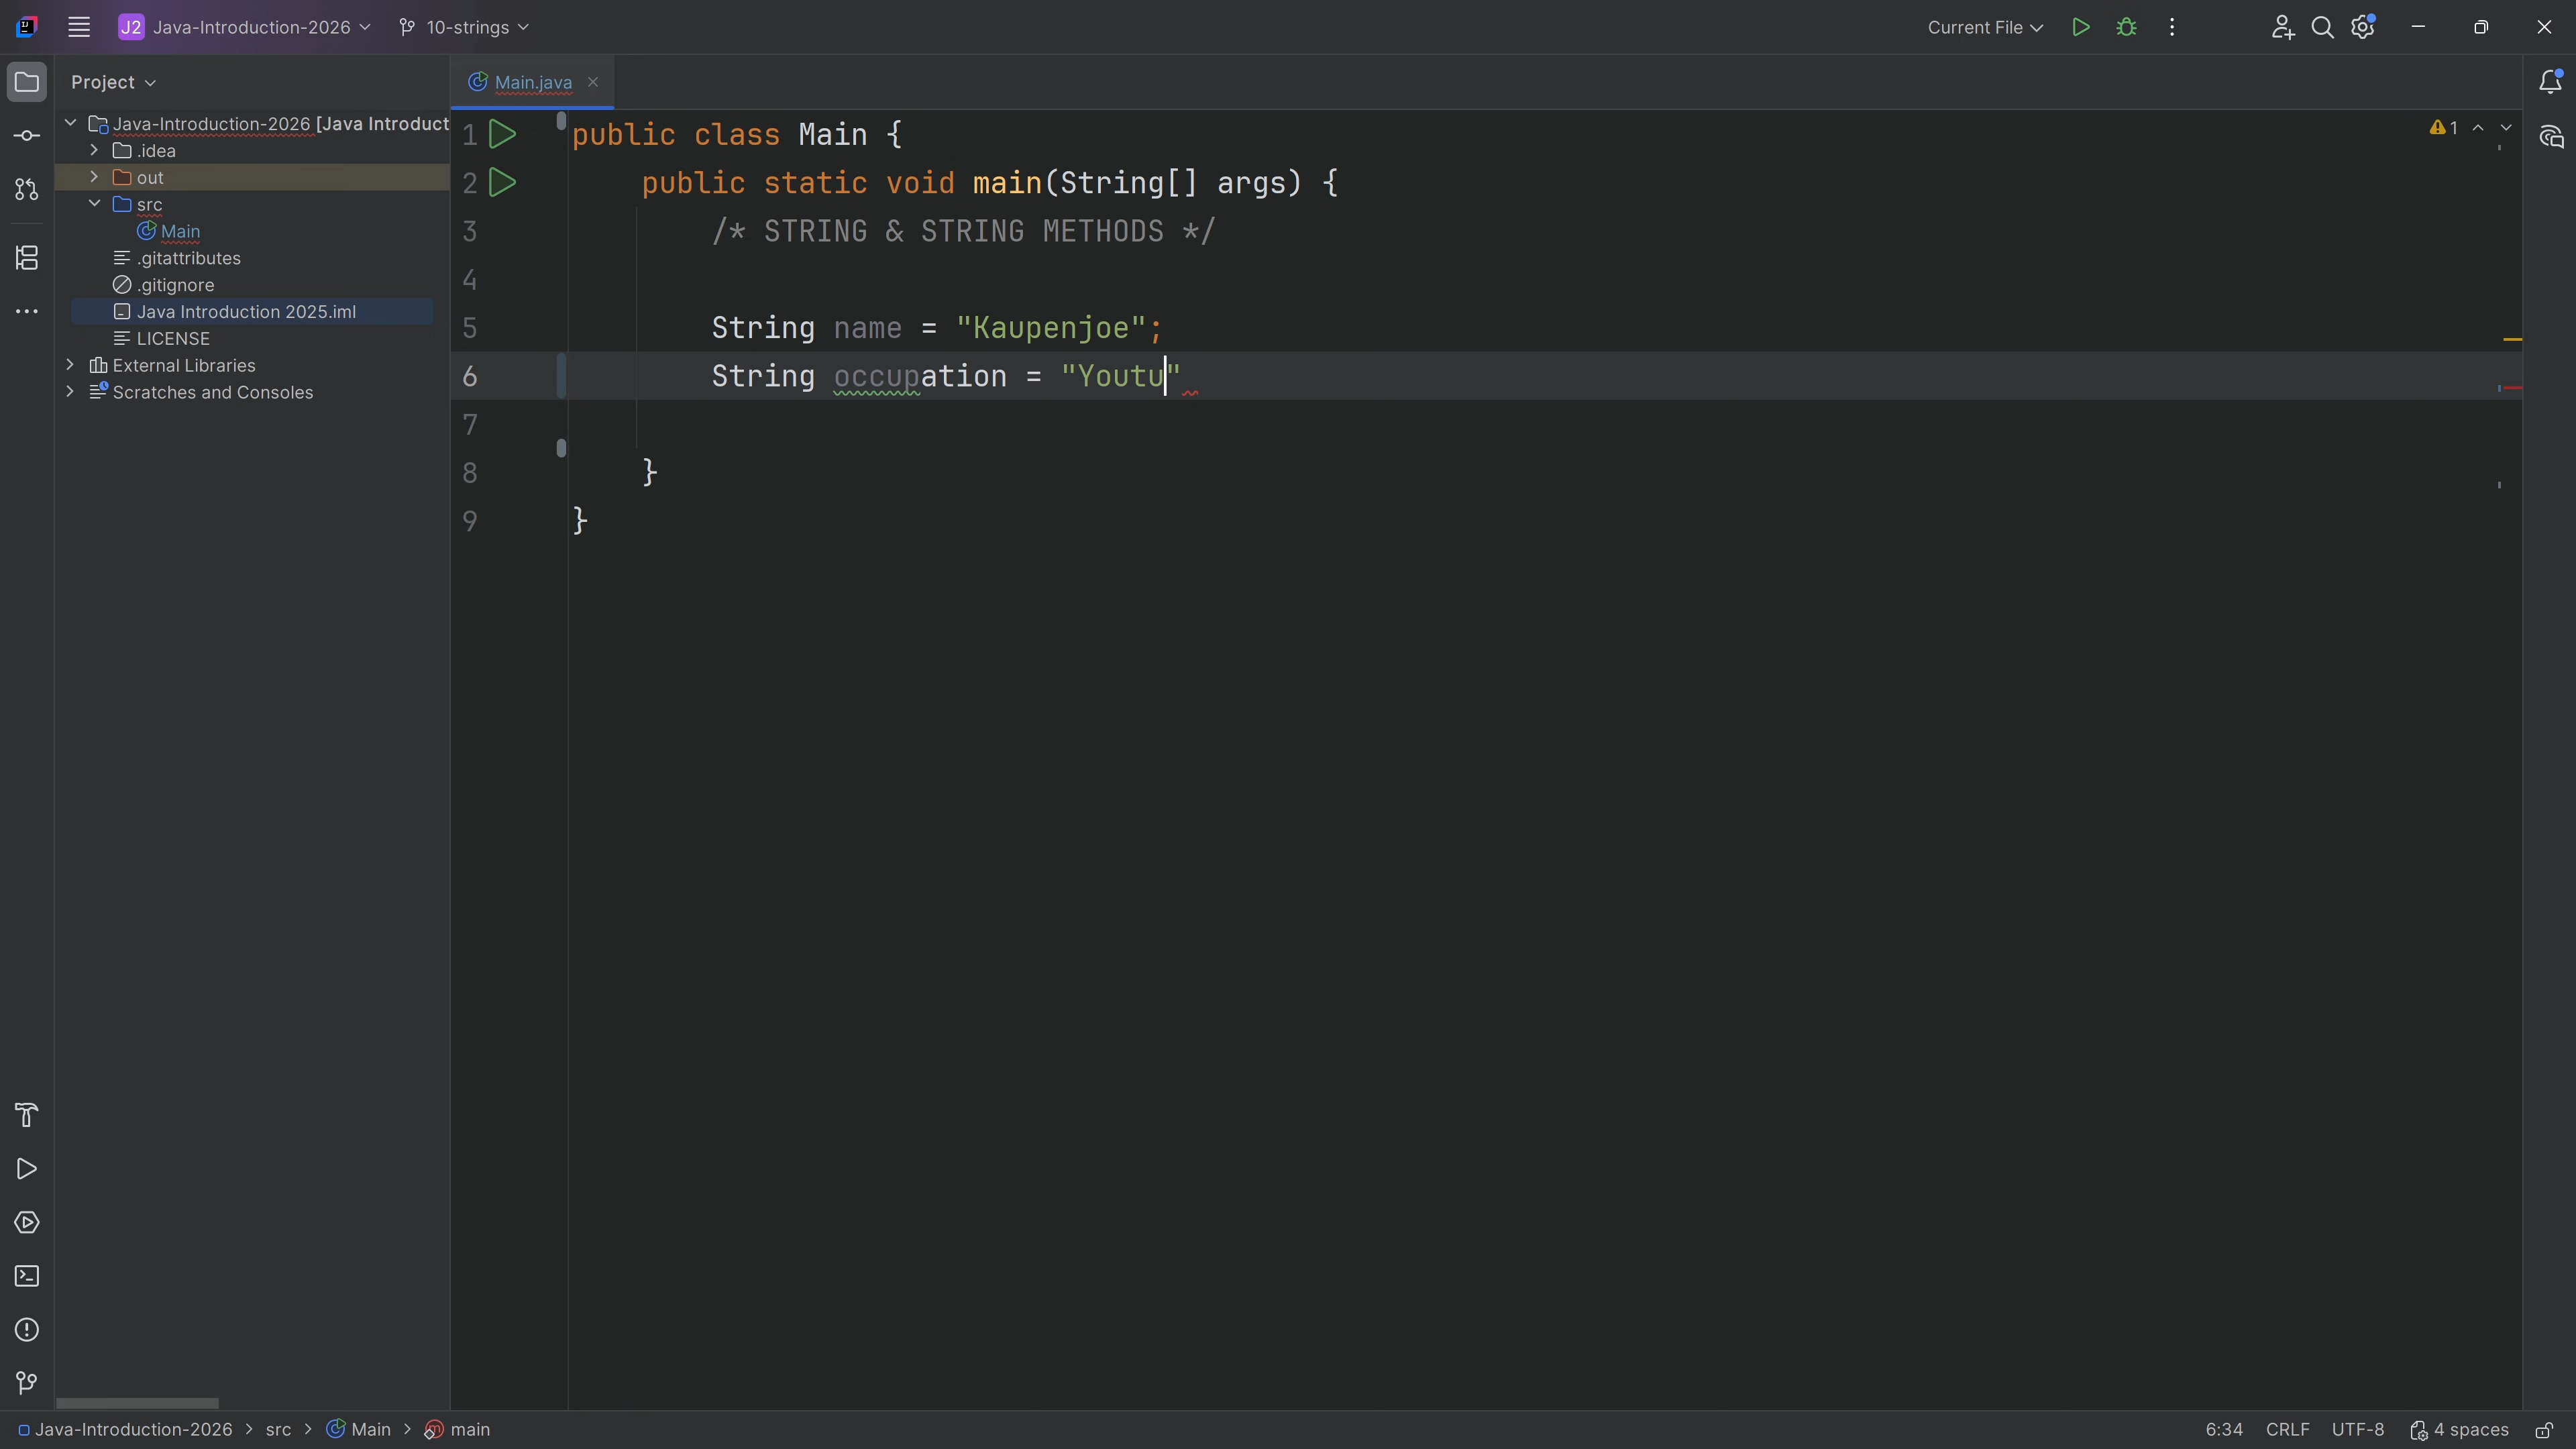 J2 Java-Introduction-2026 10-strings Current File
Project
Main.java
Java-Introduction-2026 [Java Introduct
.idea
out
src
Main
.gitattributes
.gitignore
Java Introduction 2025.iml
LICENSE
External Libraries
Scratches and Consoles
1 public class Main {
2 public static void main(String[] args) {
3 /* STRING & STRING METHODS */
4
5 String name = "Kaupenjoe";
6 String occupation = "Youtu"
7
8 }
9 }
1
Java-Introduction-2026 > src > Main > main
6:34 CRLF UTF-8 4 spaces